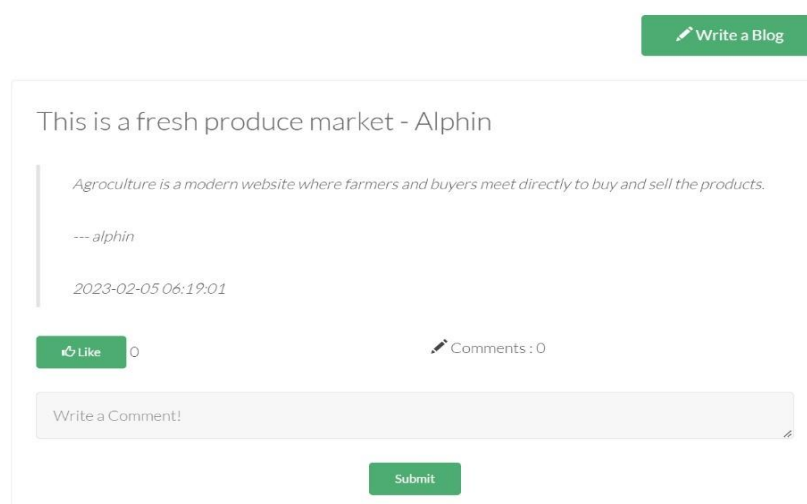 Write a Blog
This is a fresh produce market - Alphin
Agroculture is a modern website where farmers and buyers meet directly to buy and sell the products.
--- alphin
2023-02-05 06:19:01
Like 0 Comments : 0
Write a Comment!
Submit